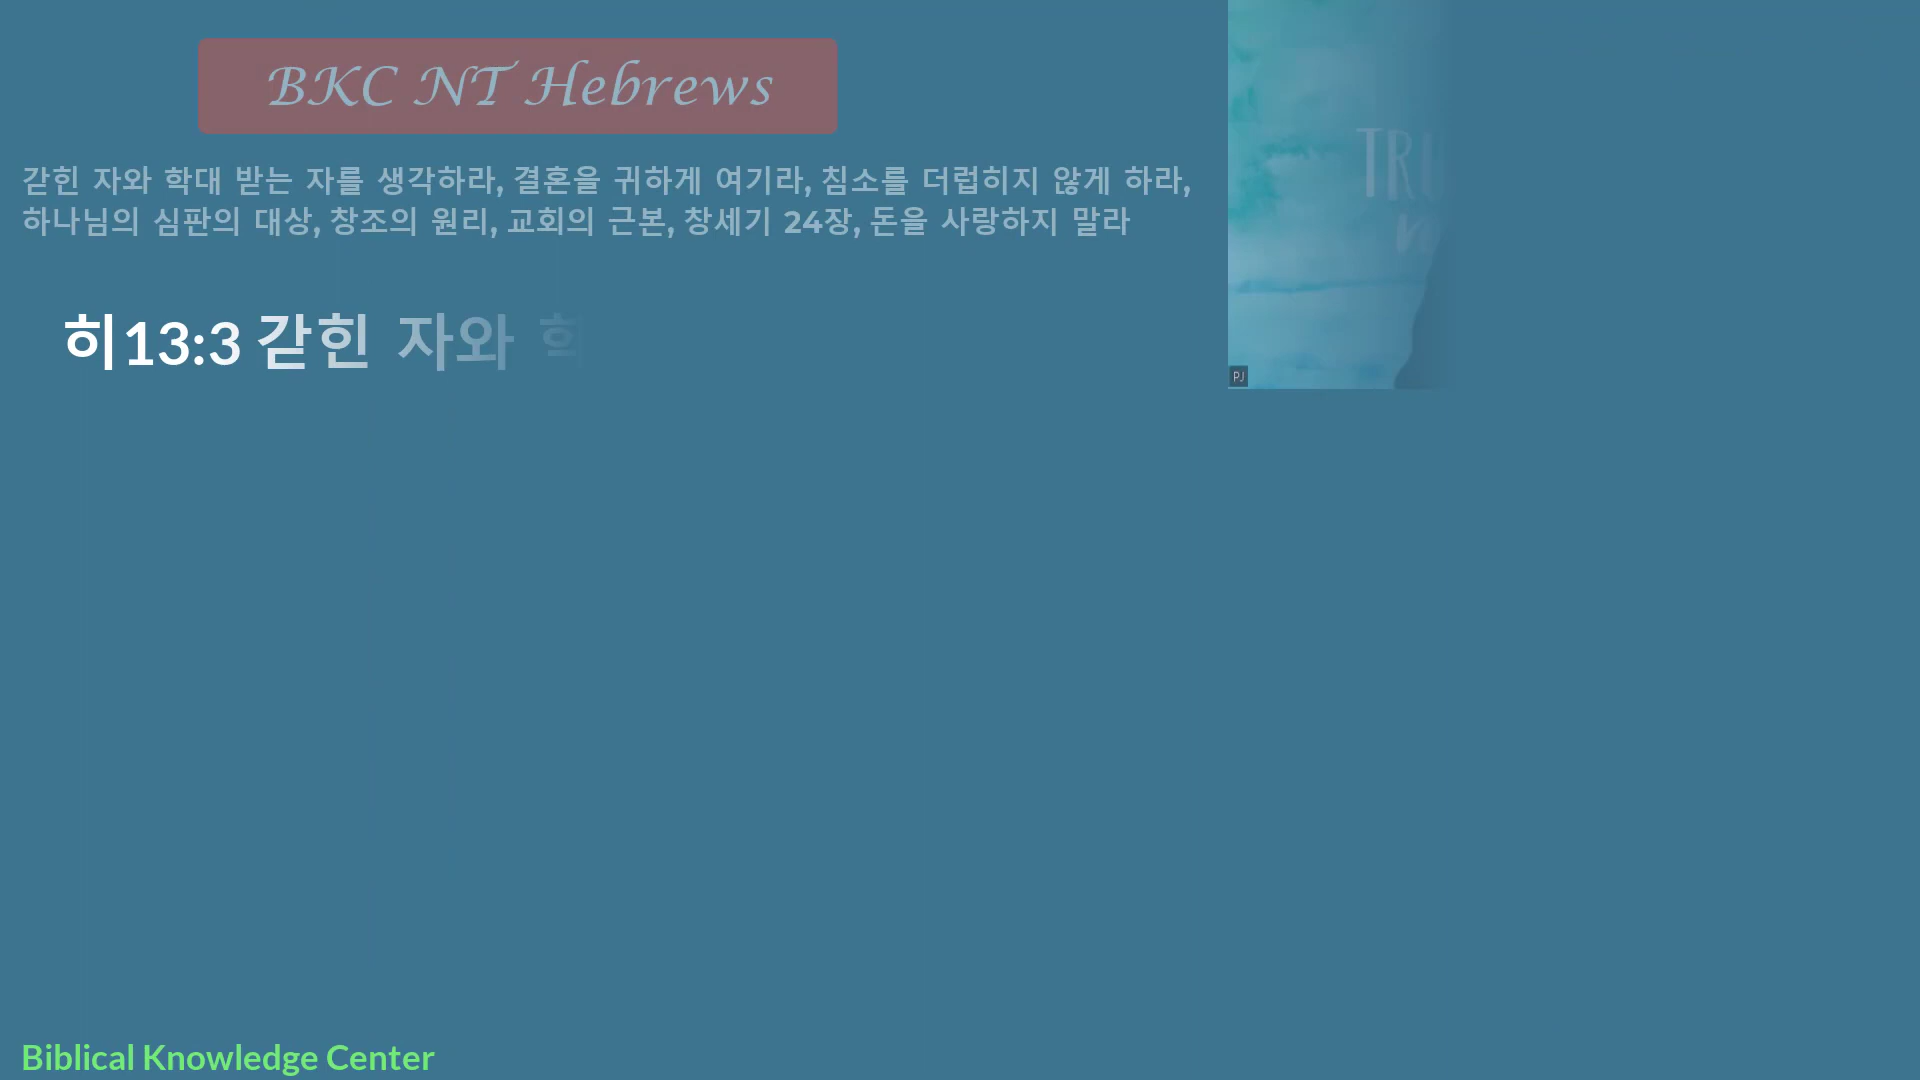 BKC NT Hebrews
갇힌 자와 학대 받는 자를 생각하라, 결혼을 귀하게 여기라, 침소를 더럽히지 않게 하라,
하나님의 심판의 대상, 창조의 원리, 교회의 근본, 창세기 24장, 돈을 사랑하지 말라
히13:3 갇힌 자와
PJ
Biblical Knowledge Center